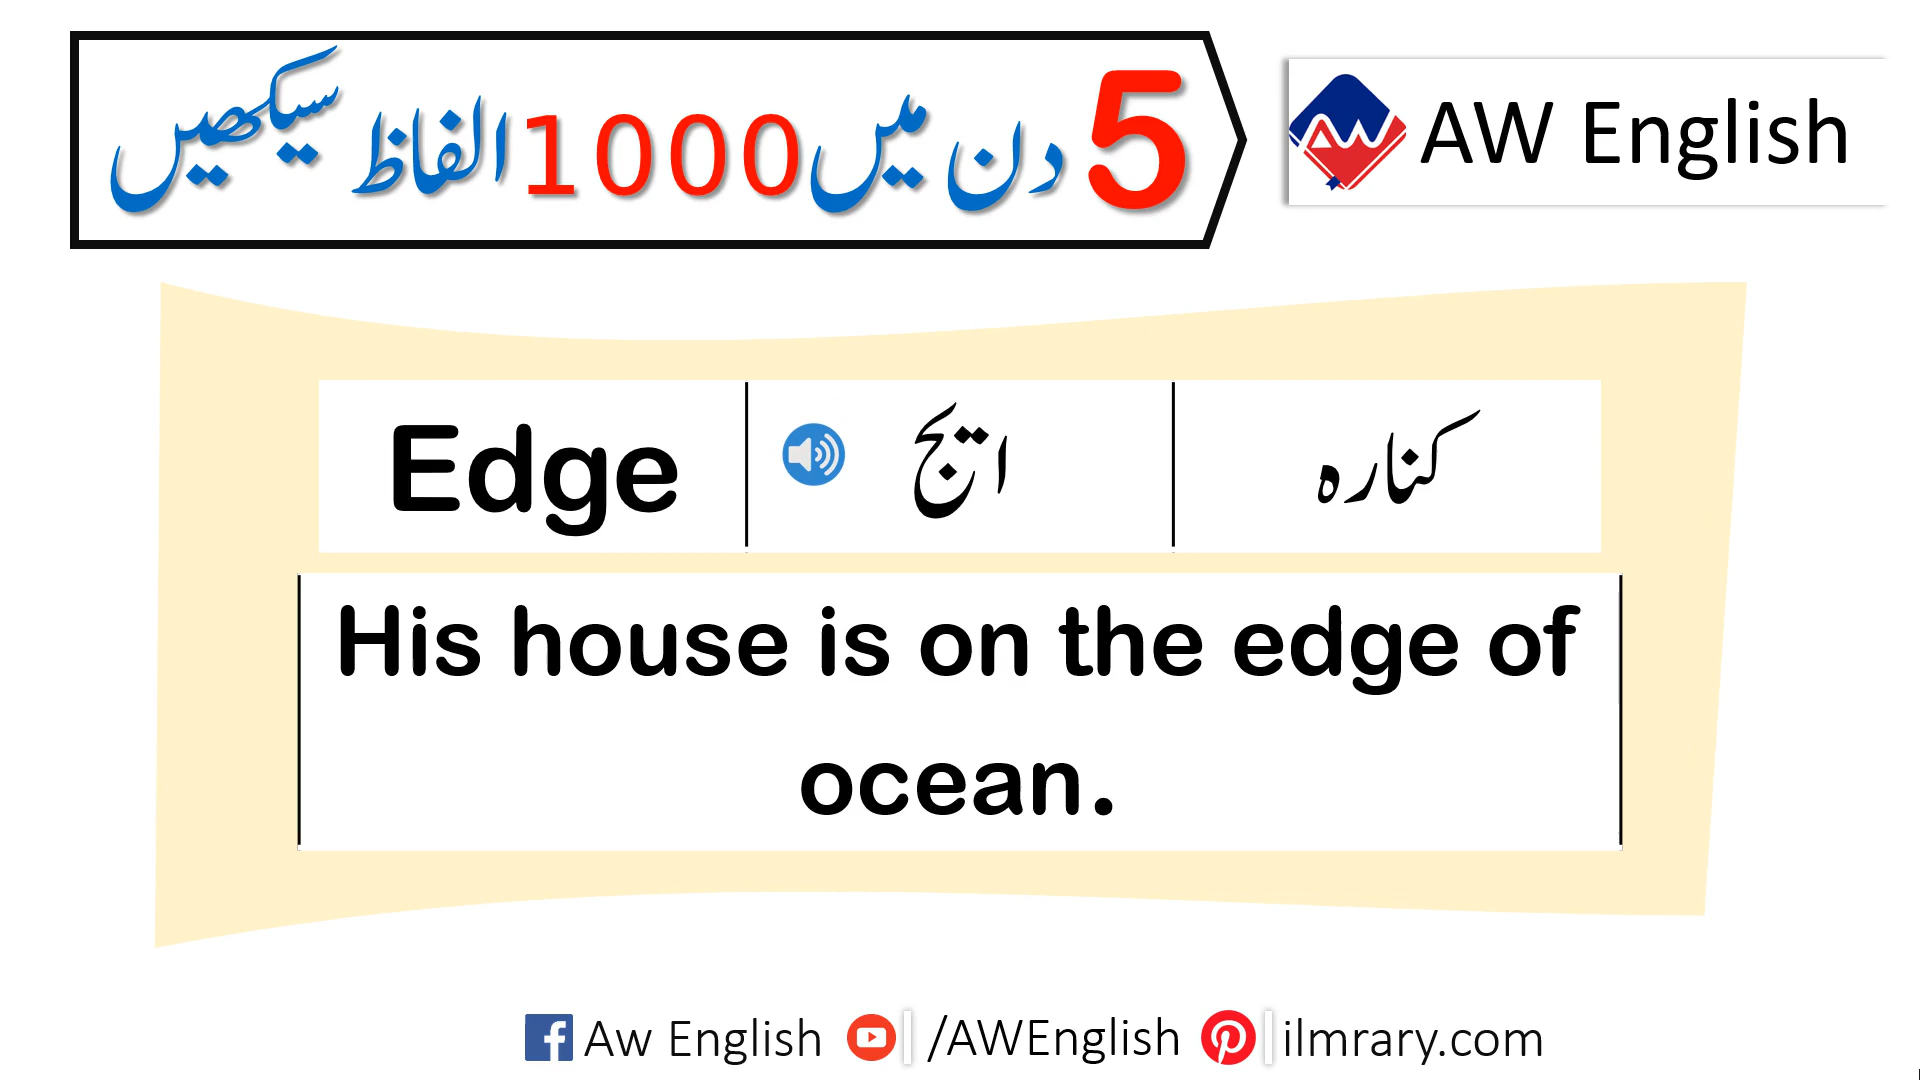 5 دن میں 1000 الفاظ سیکھیں
AW English
Edge ایج کنارہ
His house is on the edge of
ocean.
Aw English /AWEnglish ilmrary.com